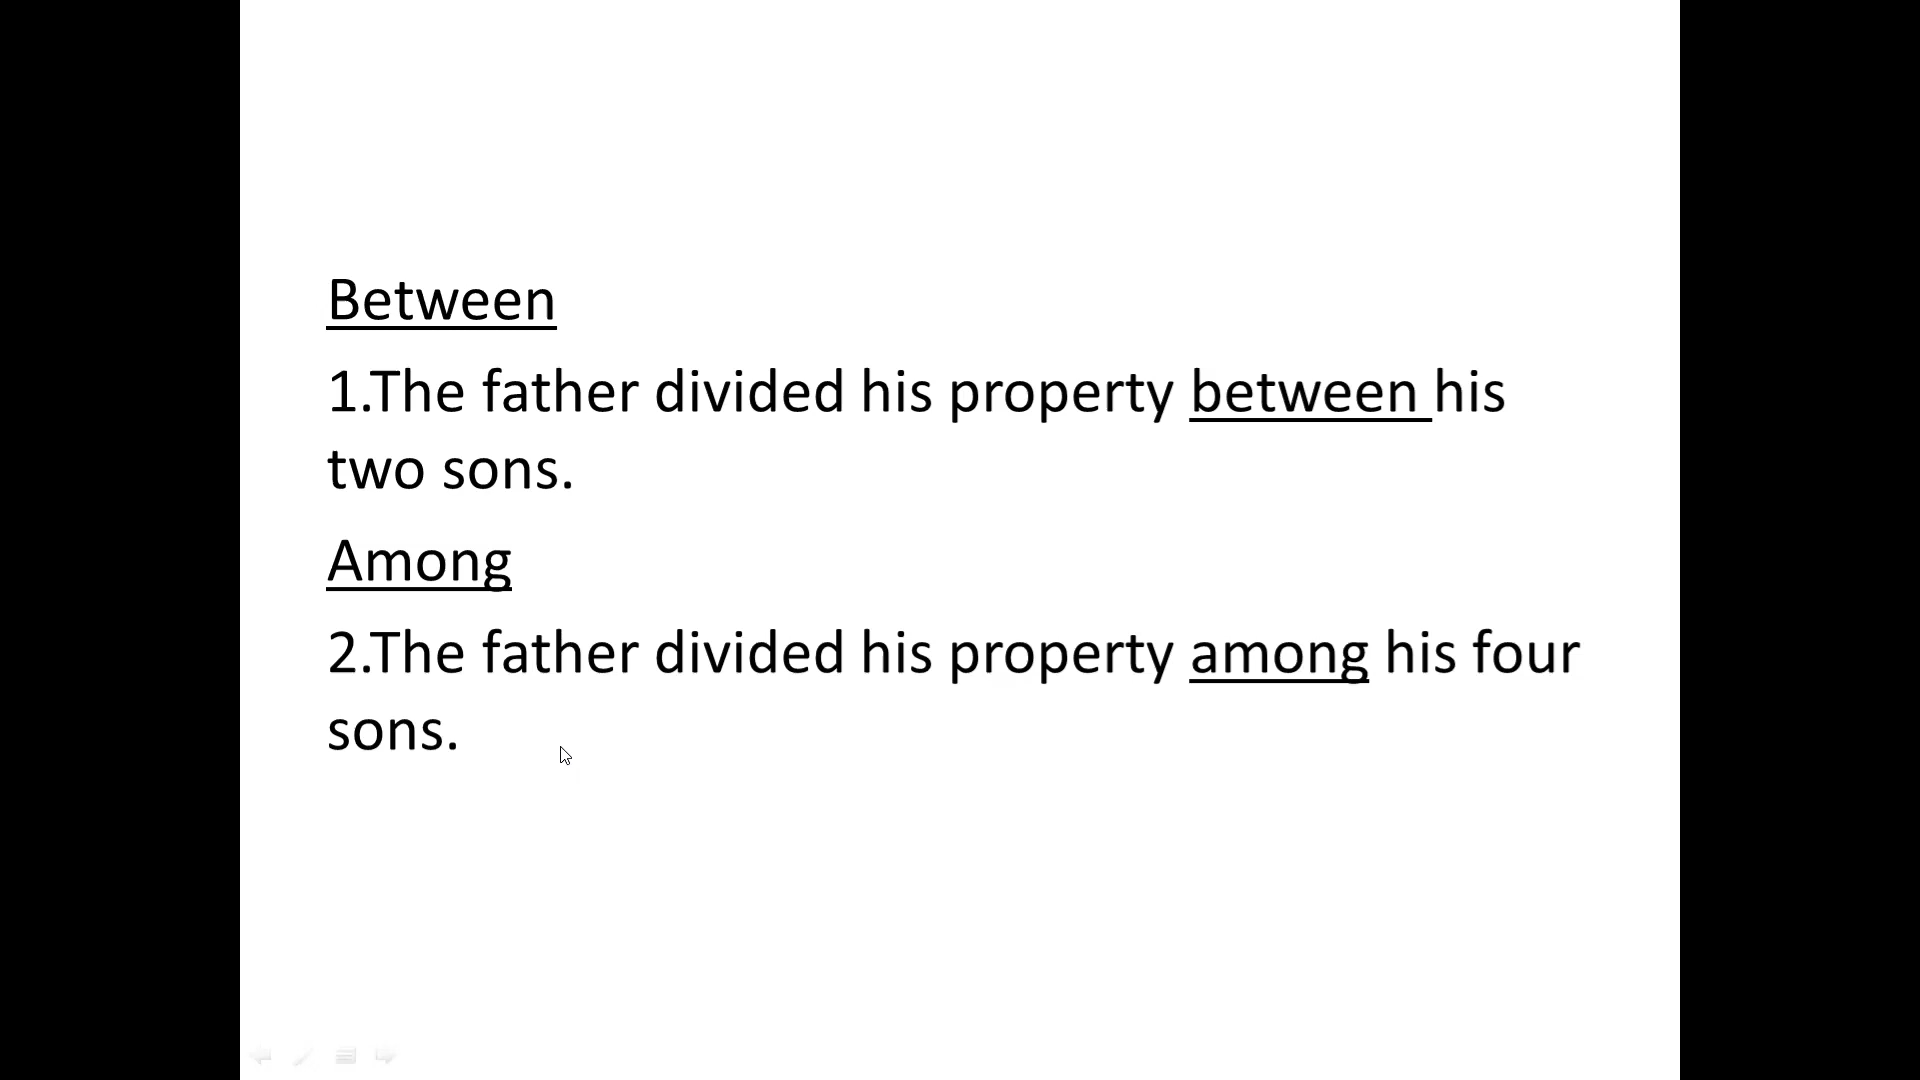 Between
1.The father divided his property between his
two sons.
Among
2.The father divided his property among his four
sons.